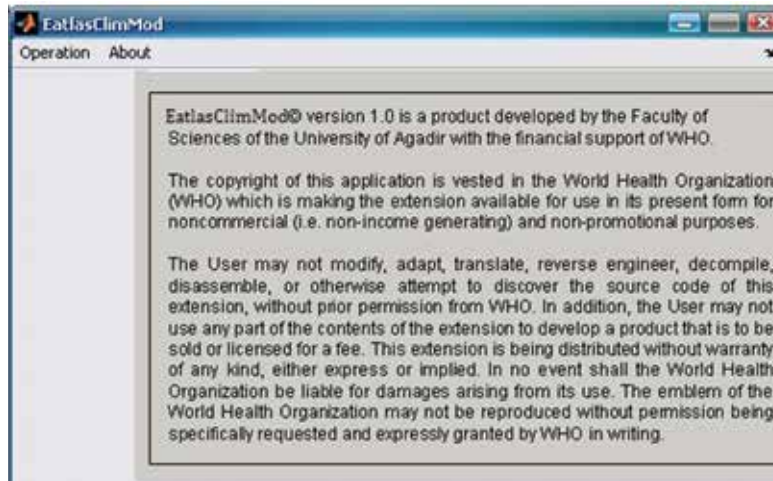 EatlasClimMod
Operation About
EatlasClimMod© version 1.0 is a product developed by the Faculty of
Sciences of the University of Agadir with the financial support of WHO.
The copyright of this application is vested in the World Health Organization
(WHO) which is making the extension available for use in its present form for
noncommercial (i.e. non-income generating) and non-promotional purposes.
The User may not modify, adapt, translate, reverse engineer, decompile,
disassemble, or otherwise attempt to discover the source code of this
extension, without prior permission from WHO. In addition, the User may not
use any part of the contents of the extension to develop a product that is to be
sold or licensed for a fee. This extension is being distributed without warranty
of any kind, either express or implied. In no event shall the World Health
Organization be liable for damages arising from its use. The emblem of the
World Health Organization may not be reproduced without permission being
specifically requested and expressly granted by WHO in writing.